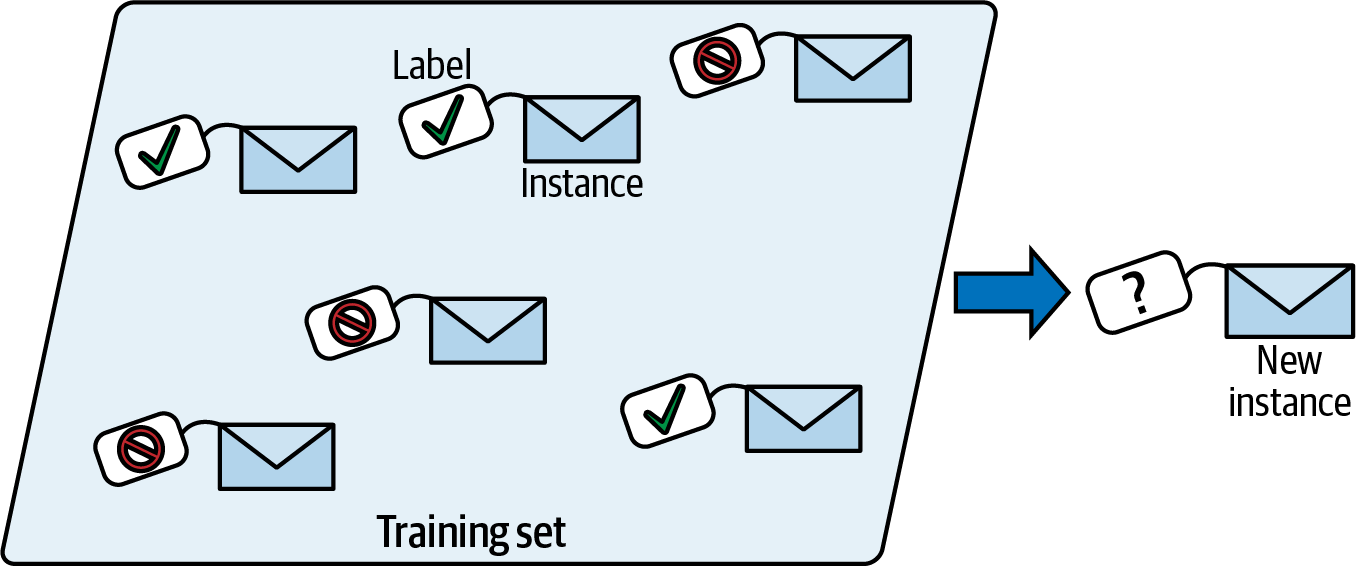 Label
Instance
?
New
instance
Training set